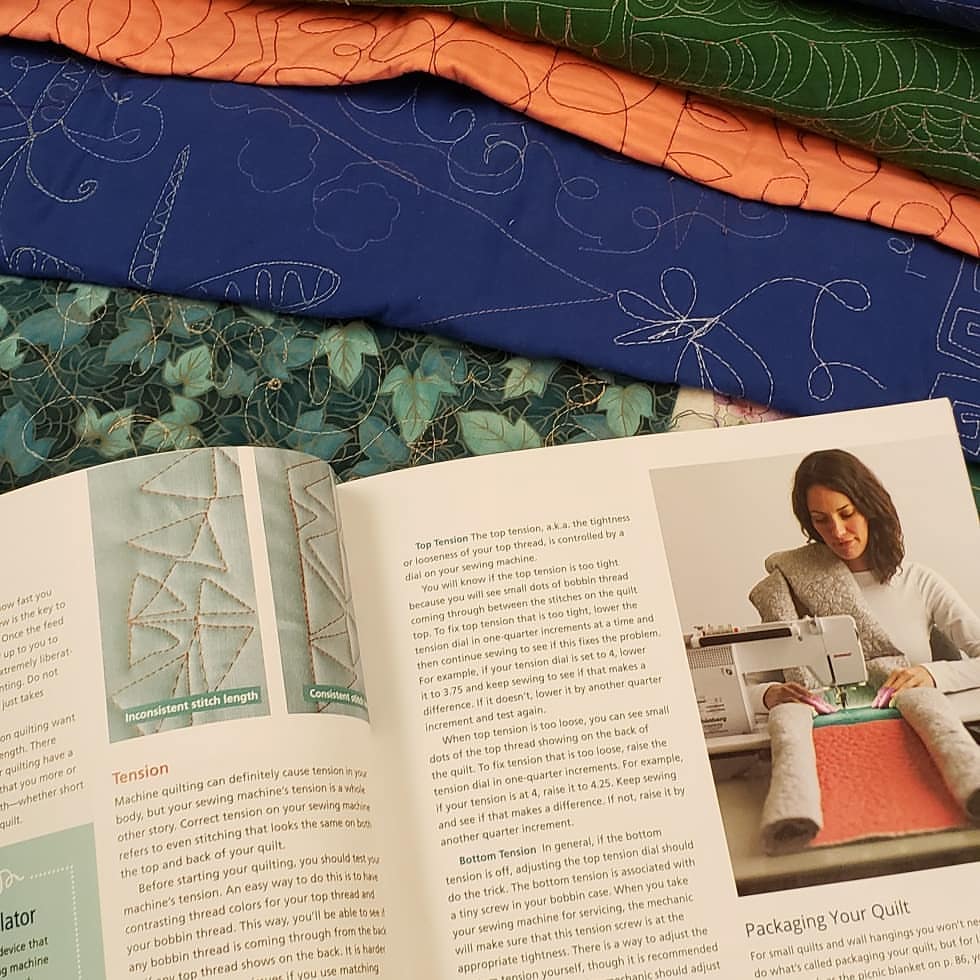 ow fast you
w is the key to
Once the feed
up to you to
xtremely liberat-
nting. Do not
just takes
on quilting want
ength. There
r quilting have a
that you more or
th—whether short
quilt.
lator
device that
ng machine
Inconsistent stitch length
Consistent stitch
Tension
Machine quilting can definitely cause tension in your
body, but your sewing machine's tension is a whole
other story. Correct tension on your sewing machine
refers to even stitching that looks the same on both
the top and back of your quilt.
Before starting your quilting, you should test your
machine's tension. An easy way to do this is to have
contrasting thread colors for your top thread and
your bobbin thread. This way, you'll be able to see if
any bobbin thread is coming through from the back
any top thread shows on the back. It is harder
if you use matching
Top Tension The top tension, a.k.a. the tightness
or looseness of your top thread, is controlled by a
dial on your sewing machine.
You will know if the top tension is too tight
because you will see small dots of bobbin thread
coming through between the stitches on the quilt
top. To fix top tension that is too tight, lower the
tension dial in one-quarter increments at a time and
then continue sewing to see if this fixes the problem.
For example, if your tension dial is set to 4, lower
it to 3.75 and keep sewing to see if that makes a
difference. If it doesn't, lower it by another quarter
increment and test again.
When top tension is too loose, you can see small
dots of the top thread showing on the back of
the quilt. To fix tension that is too loose, raise the
tension dial in one-quarter increments. For example,
if your tension is at 4, raise it to 4.25. Keep sewing
and see if that makes a difference. If not, raise it by
another quarter increment.
Bottom Tension In general, if the bottom
tension is off, adjusting the top tension dial should
do the trick. The bottom tension is associated with
a tiny screw in your bobbin case. When you take
your sewing machine for servicing, the mechanic
will make sure that this tension screw is at the
appropriate tightness. There is a way to adjust the
tension yourself, though it is recommended
mechanic should adjust
Packaging Your Quilt
For small quilts and wall hangings you won't ne
do what's called packaging your quilt, but for
as the picnic blanket on p. 86,